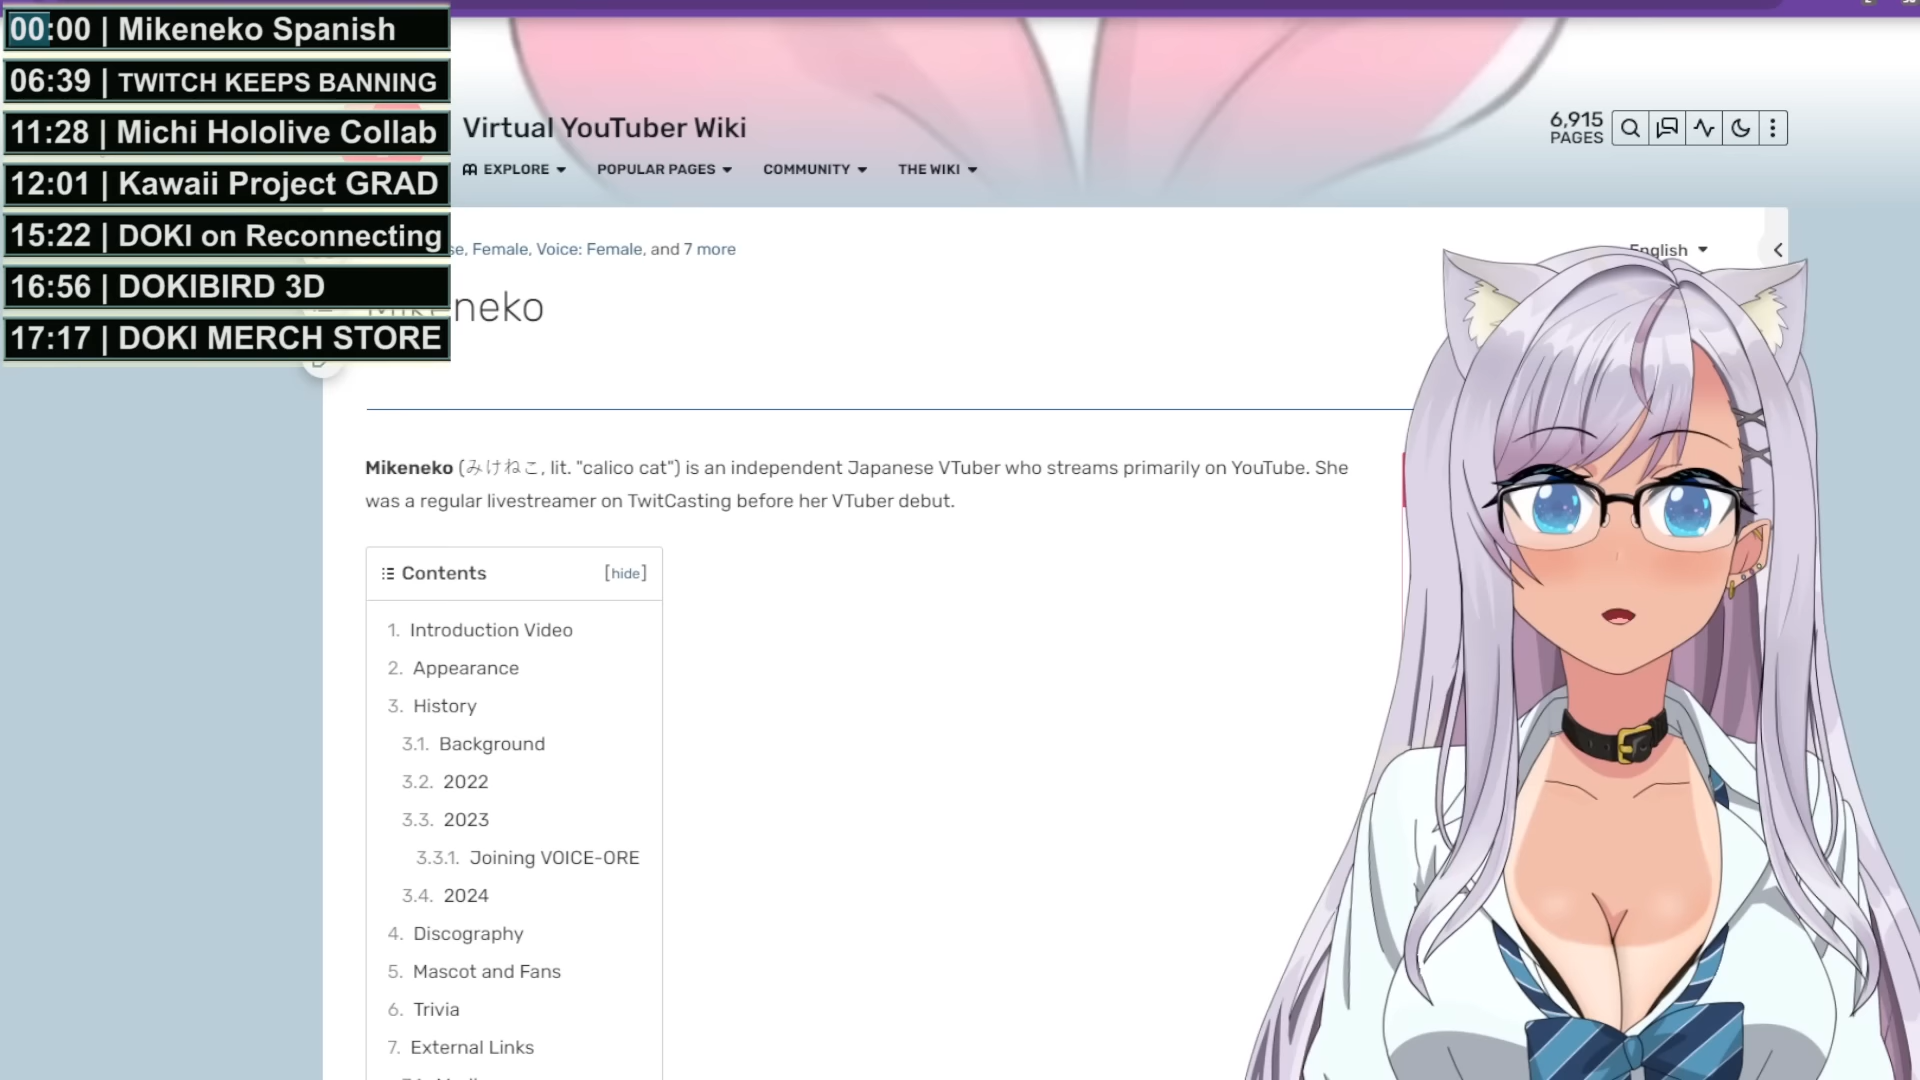 00:00 | Mikeneko Spanish
06:39 | TWITCH KEEPS BANNING
11:28 | Michi Hololive Collab
12:01 | Kawaii Project GRAD
15:22 | DOKI on Reconnecting
16:56 | DOKIBIRD 3D
17:17 | DOKI MERCH STORE
Virtual YouTuber Wiki
6,915
PAGES
EXPLORE
POPULAR PAGES
COMMUNITY
THE WIKI
se, Female, Voice: Female, and 7 more
English
Mikeneko
Mikeneko (みけねこ, lit. "calico cat") is an independent Japanese VTuber who streams primarily on YouTube. She
was a regular livestreamer on TwitCasting before her VTuber debut.
Contents [hide]
1. Introduction Video
2. Appearance
3. History
3.1. Background
3.2. 2022
3.3. 2023
3.3.1. Joining VOICE-ORE
3.4. 2024
4. Discography
5. Mascot and Fans
6. Trivia
7. External Links